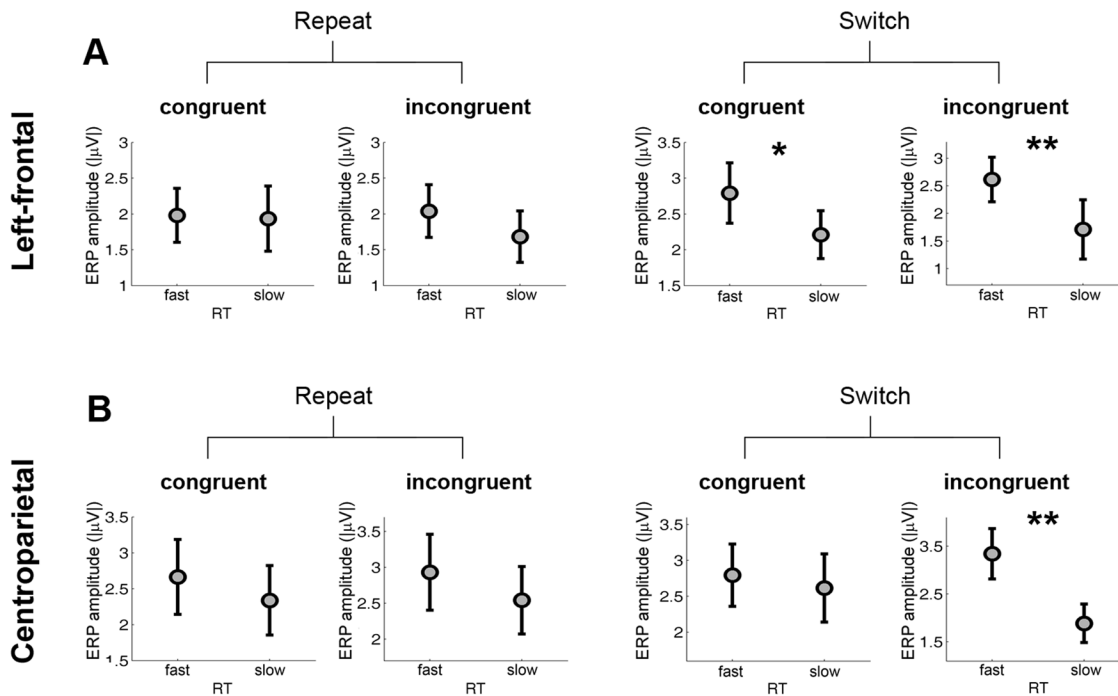 A
Left-frontal
Repeat
Switch
congruent
incongruent
congruent
incongruent
ERP amplitude (|μV|)
3
2.5
2
1.5
1
fast
slow
RT
ERP amplitude (|μV|)
3
2.5
2
1.5
1
fast
slow
RT
ERP amplitude (|μV|)
3.5
3
2.5
2
1.5
*
fast
slow
RT
ERP amplitude (|μV|)
3
2.5
2
1.5
1
**
fast
slow
RT
B
Centroparietal
Repeat
Switch
congruent
incongruent
congruent
incongruent
ERP amplitude (|μV|)
3.5
3
2.5
2
1.5
fast
slow
RT
ERP amplitude (|μV|)
3.5
3
2.5
2
fast
slow
RT
ERP amplitude (|μV|)
3.5
3
2.5
2
fast
slow
RT
ERP amplitude (|μV|)
3.5
2.5
1.5
**
fast
slow
RT